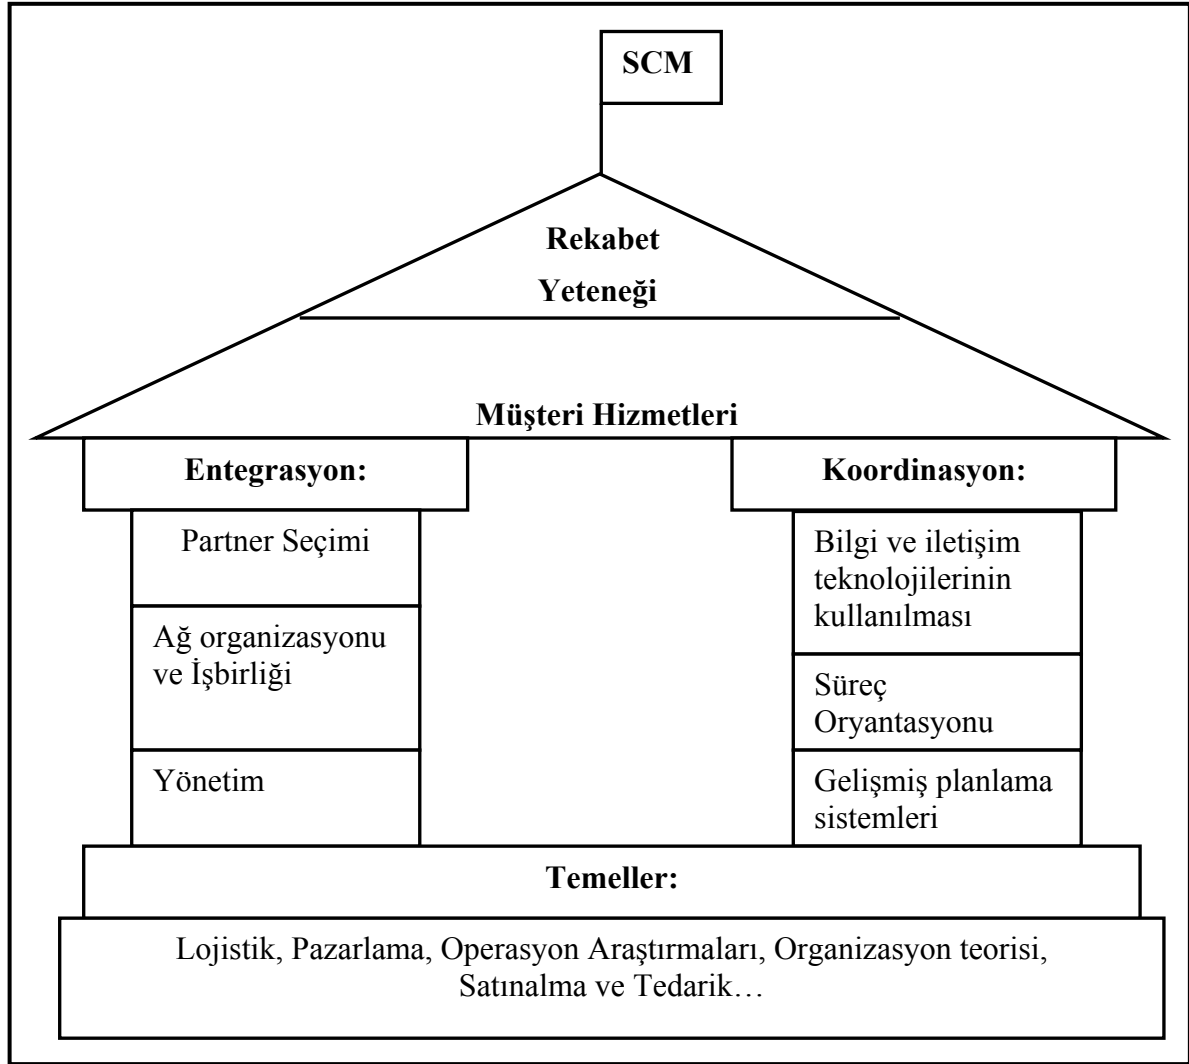 SCM
Rekabet
Yeteneği
Müşteri Hizmetleri
Entegrasyon:
Partner Seçimi
Ağ organizasyonu
ve İşbirliği
Yönetim
Koordinasyon:
Bilgi ve iletişim
teknolojilerinin
kullanılması
Süreç
Oryantasyonu
Gelişmiş planlama
sistemleri
Temeller:
Lojistik, Pazarlama, Operasyon Araştırmaları, Organizasyon teorisi,
Satınalma ve Tedarik…